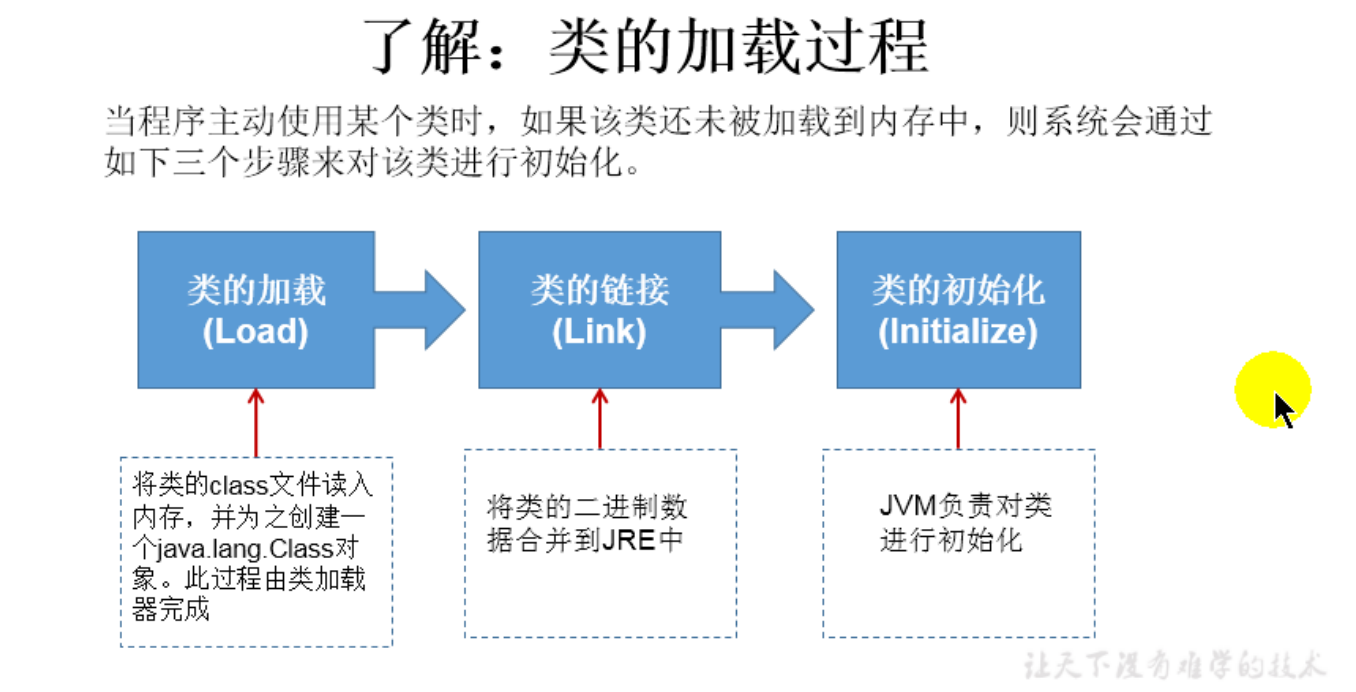 了解：类的加载过程
当程序主动使用某个类时，如果该类还未被加载到内存中，则系统会通过
如下三个步骤来对该类进行初始化。
类的加载
(Load)
类的链接
(Link)
类的初始化
(Initialize)
将类的class文件读入
内存，并为之创建一
个java.lang.Class对
象。此过程由类加载
器完成
将类的二进制数
据合并到JRE中
JVM负责对类
进行初始化
让天下没有难学的技术